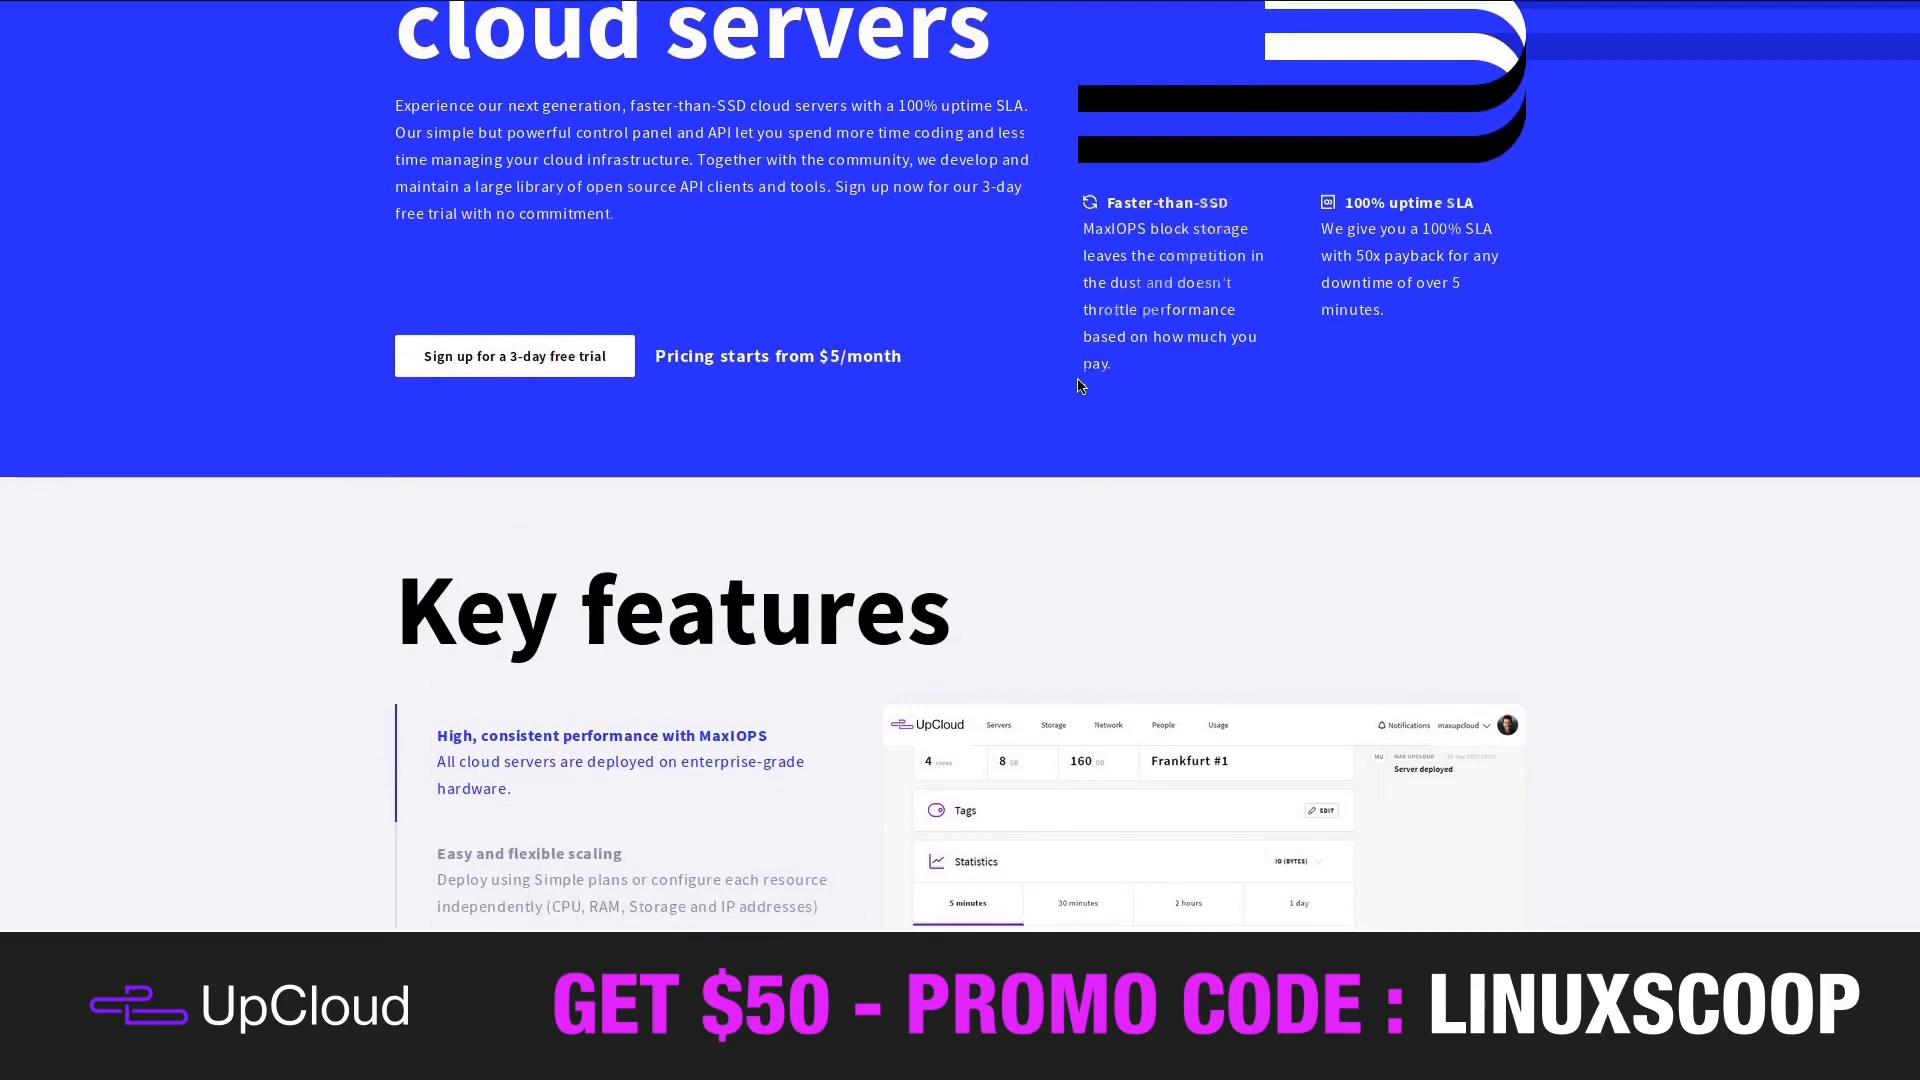 cloud servers
Experience our next generation, faster-than-SSD cloud servers with a 100% uptime SLA.
Our simple but powerful control panel and API let you spend more time coding and less
time managing your cloud infrastructure. Together with the community, we develop and
maintain a large library of open source API clients and tools. Sign up now for our 3-day
free trial with no commitment.
Sign up for a 3-day free trial
Pricing starts from $5/month
Faster-than-SSD
MaxIOPS block storage
leaves the competition in
the dust and doesn't
throttle performance
based on how much you
pay.
100% uptime SLA
We give you a 100% SLA
with 50x payback for any
downtime of over 5
minutes.
Key features
High, consistent performance with MaxIOPS
All cloud servers are deployed on enterprise-grade
hardware.
Easy and flexible scaling
Deploy using Simple plans or configure each resource
independently (CPU, RAM, Storage and IP addresses)
UpCloud
Servers
Storage
Network
People
Usage
Notifications
maxupcloud
4 cores
8 GB
160 GB
Frankfurt #1
MU
MAX UPCLOUD
Server deployed
Tags
EDIT
Statistics
IO (BYTES)
5 minutes
30 minutes
2 hours
1 day
UpCloud
GET $50 - PROMO CODE : LINUXSCOOP